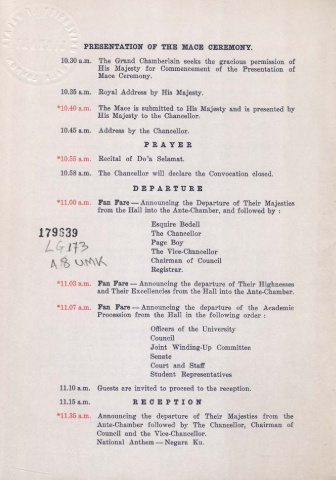 PRESENTATION OF THE MACE CEREMONY.
10.30 a.m. The Grand Chamberlain seeks the gracious permission of
His Majesty for Commencement of the Presentation of
Mace Ceremony.
10.35 a.m. Royal Address by His Majesty.
*10.40 a.m. The Mace is submitted to His Majesty and is presented by
His Majesty to the Chancellor.
10.45 a.m. Address by the Chancellor.
PRAYER
*10.55 a.m. Recital of Do'a Selamat.
10.58 a.m. The Chancellor will declare the Convocation closed.
DEPARTURE
*11.00 a.m. Fan Fare — Announcing the Departure of Their Majesties
from the Hall into the Ante-Chamber, and followed by :
Esquire Bedell
The Chancellor
Page Boy
The Vice-Chancellor
Chairman of Council
Registrar.
179639
LG173
A8 UMK
*11.03 a.m. Fan Fare — Announcing the departure of Their Highnesses
and Their Excellencies from the Hall into the Ante-Chamber.
*11.07 a.m. Fan Fare — Announcing the departure of the Academic
Procession from the Hall in the following order :
Officers of the University
Council
Joint Winding-Up Committee
Senate
Court and Staff
Student Representatives
11.10 a.m. Guests are invited to proceed to the reception.
11.15 a.m. RECEPTION
*11.35 a.m. Announcing the departure of Their Majesties from the
Ante-Chamber followed by The Chancellor, Chairman of
Council and the Vice-Chancellor.
National Anthem — Negara Ku.